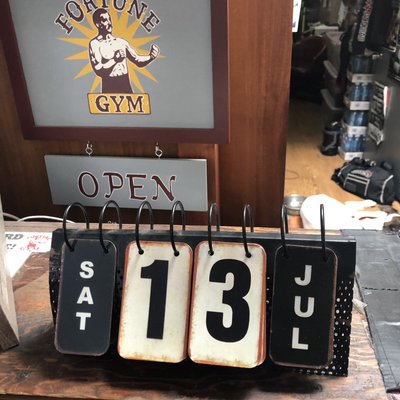 FORTUNE
GYM
OPEN
SAT
13
JUL